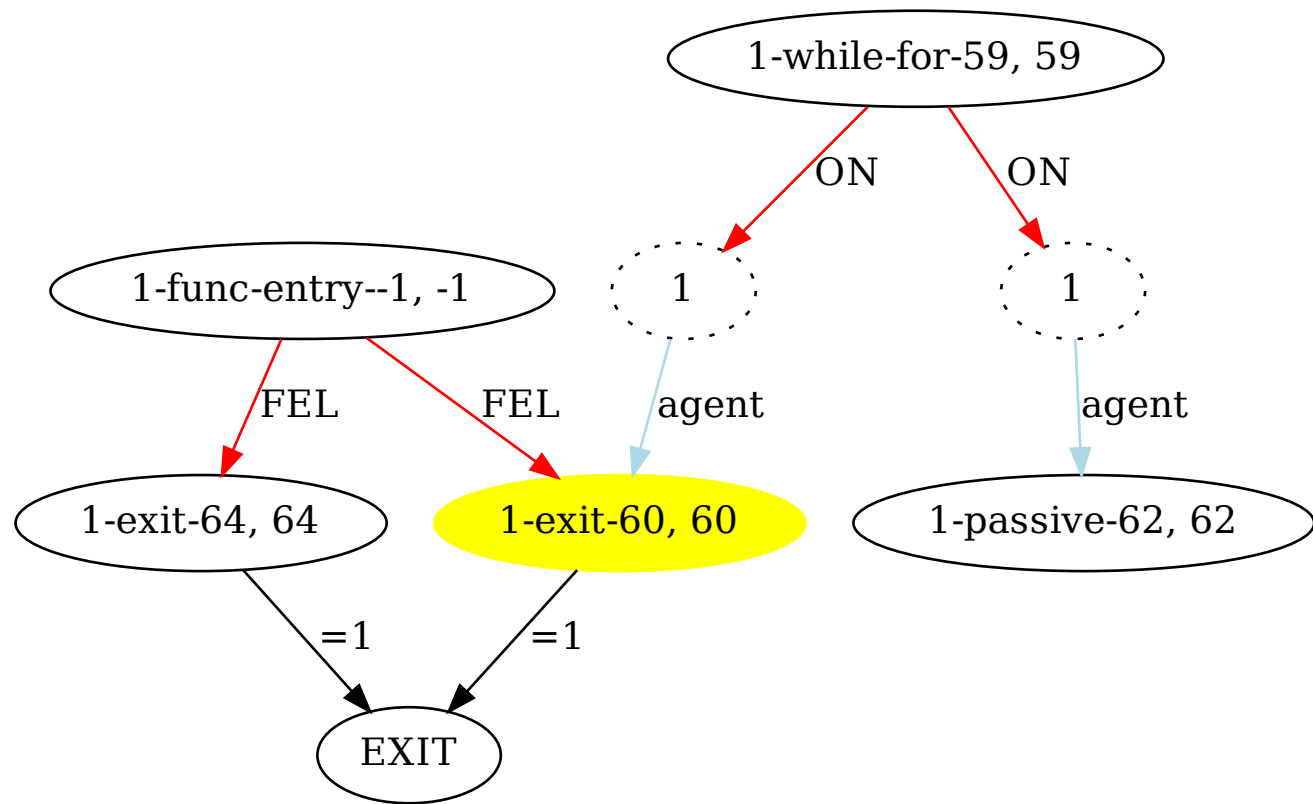 1-while-for-59, 59
ON
ON
1-func-entry--1, -1
1
1
FEL
FEL
agent
agent
1-exit-64, 64
1-exit-60, 60
1-passive-62, 62
=1
=1
EXIT